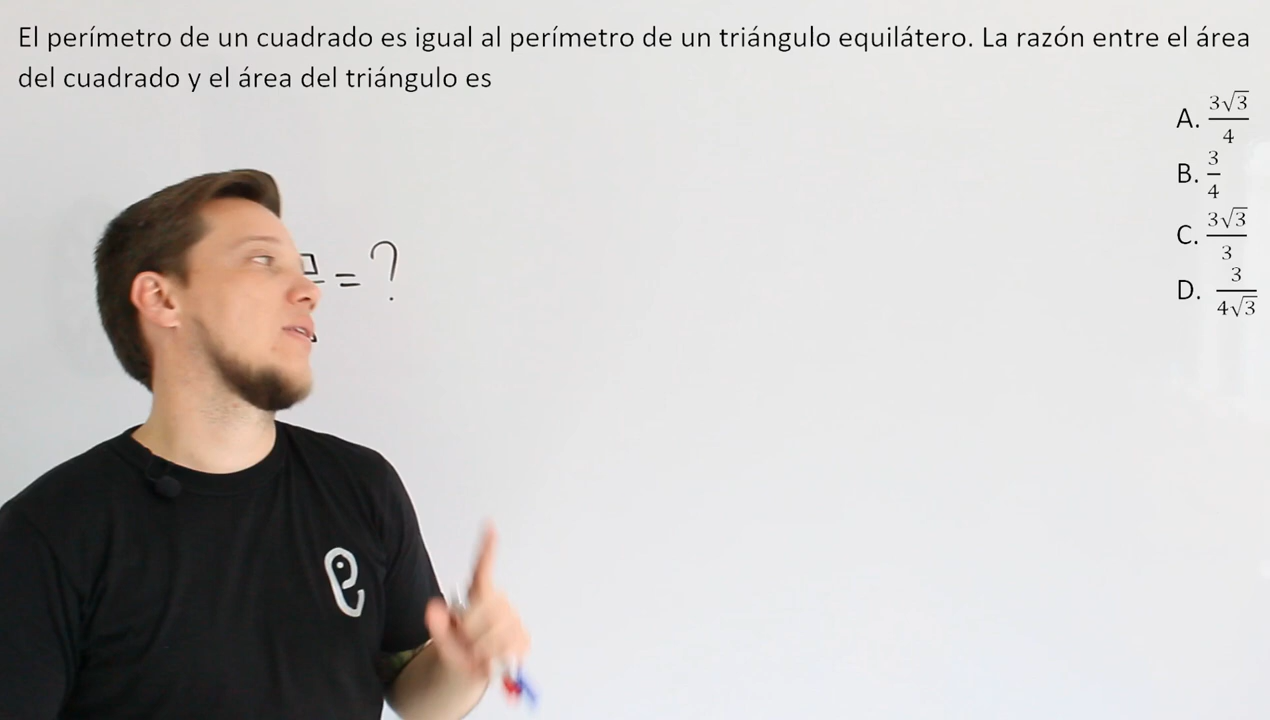 El perímetro de un cuadrado es igual al perímetro de un triángulo equilátero. La razón entre el área
del cuadrado y el área del triángulo es
A. 3√3/4
B. 3/4
C. 3√3/3
D. 3/4√3
= ?
e